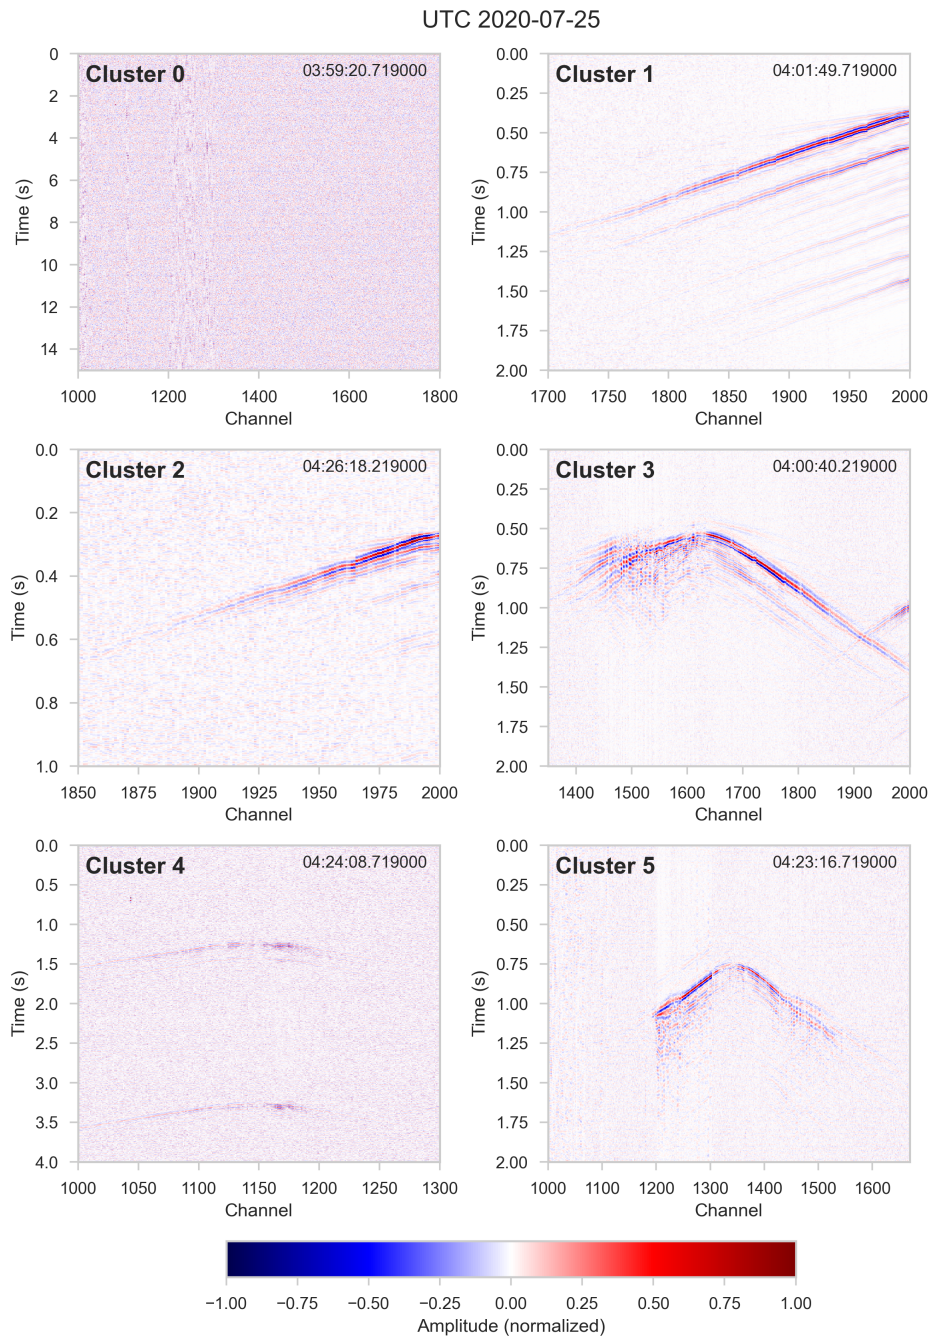 UTC 2020-07-25
Cluster 0
03:59:20.719000
0
2
4
6
8
10
12
14
Time (s)
1000 1200 1400 1600 1800
Channel
Cluster 1
04:01:49.719000
0.00
0.25
0.50
0.75
1.00
1.25
1.50
1.75
2.00
Time (s)
1700 1750 1800 1850 1900 1950 2000
Channel
Cluster 2
04:26:18.219000
0.0
0.2
0.4
0.6
0.8
1.0
Time (s)
1850 1875 1900 1925 1950 1975 2000
Channel
Cluster 3
04:00:40.219000
0.00
0.25
0.50
0.75
1.00
1.25
1.50
1.75
2.00
Time (s)
1400 1500 1600 1700 1800 1900 2000
Channel
Cluster 4
04:24:08.719000
0.0
0.5
1.0
1.5
2.0
2.5
3.0
3.5
4.0
Time (s)
1000 1050 1100 1150 1200 1250 1300
Channel
Cluster 5
04:23:16.719000
0.00
0.25
0.50
0.75
1.00
1.25
1.50
1.75
2.00
Time (s)
1000 1100 1200 1300 1400 1500 1600
Channel
−1.00 −0.75 −0.50 −0.25 0.00 0.25 0.50 0.75 1.00
Amplitude (normalized)